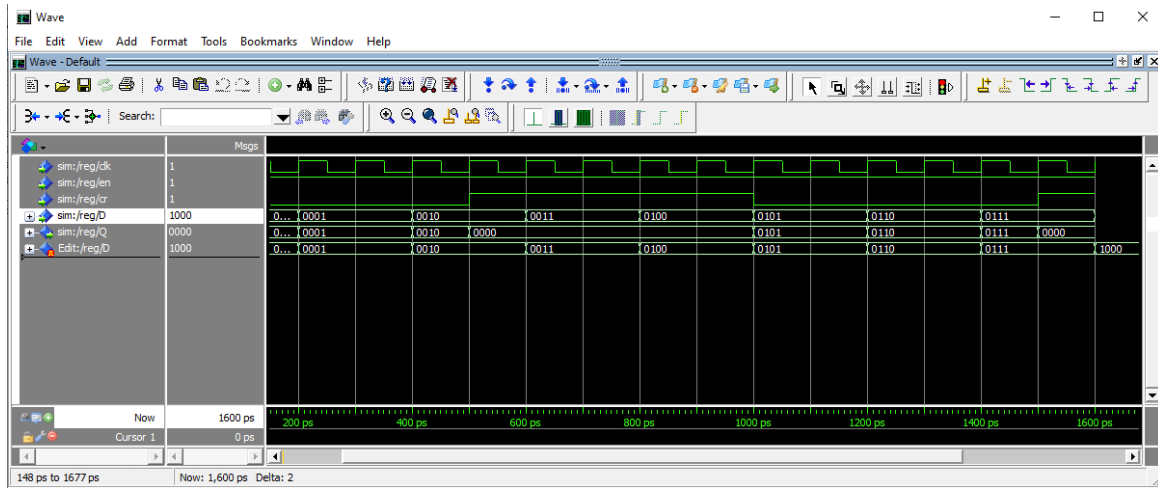 Wave
File Edit View Add Format Tools Bookmarks Window Help
Wave - Default
Search:
Msgs
sim:/reg/clk 1
sim:/reg/en 1
sim:/reg/cr 1
sim:/reg/D 1000 0... 0001 0010 0011 0100 0101 0110 0111
sim:/reg/Q 0000 0... 0001 0010 0000 0101 0110 0111 0000
Edit:/reg/D 1000 0... 0001 0010 0011 0100 0101 0110 0111 1000
Now 1600 ps 200 ps 400 ps 600 ps 800 ps 1000 ps 1200 ps 1400 ps 1600 ps
Cursor 1 0 ps
148 ps to 1677 ps Now: 1,600 ps Delta: 2